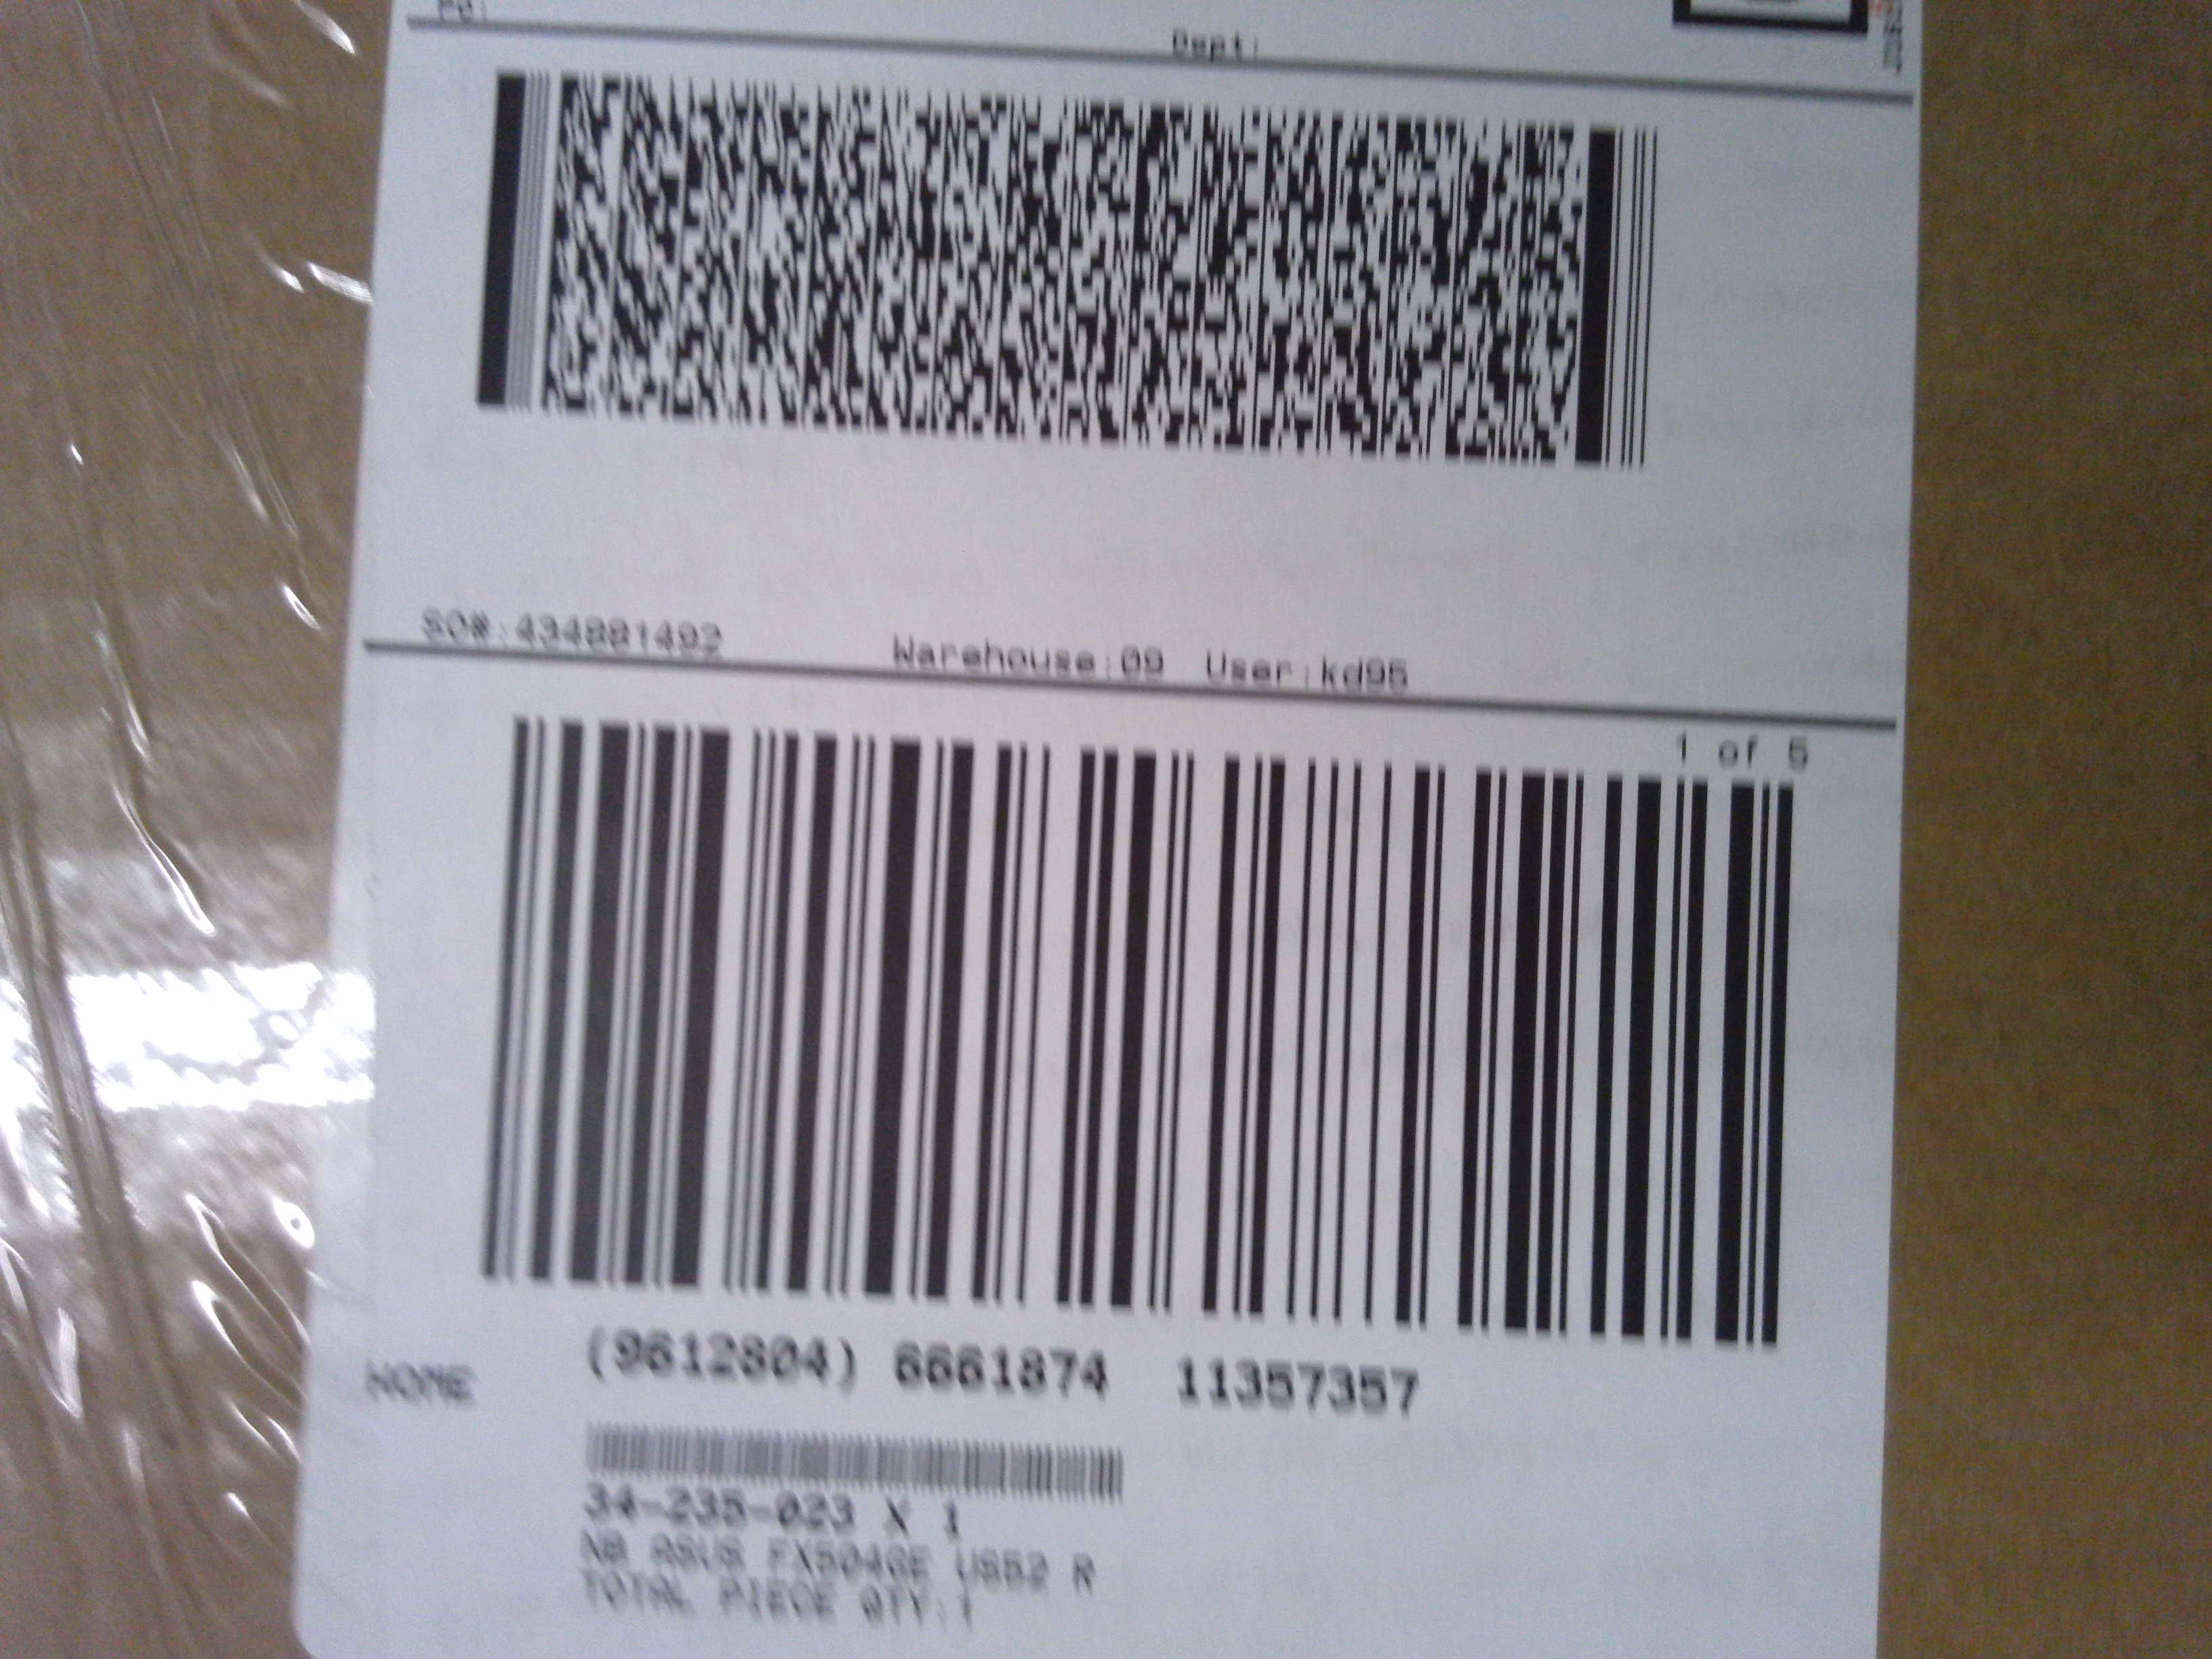 PO:
Dept:
SO#:434881492
Warehouse:09 User:kd95
1 of 5
(9612804) 6661874 11357357
HOME
34-235-023 X 1
NB ASUS FX504GE US52 R
TOTAL PIECE QTY:1